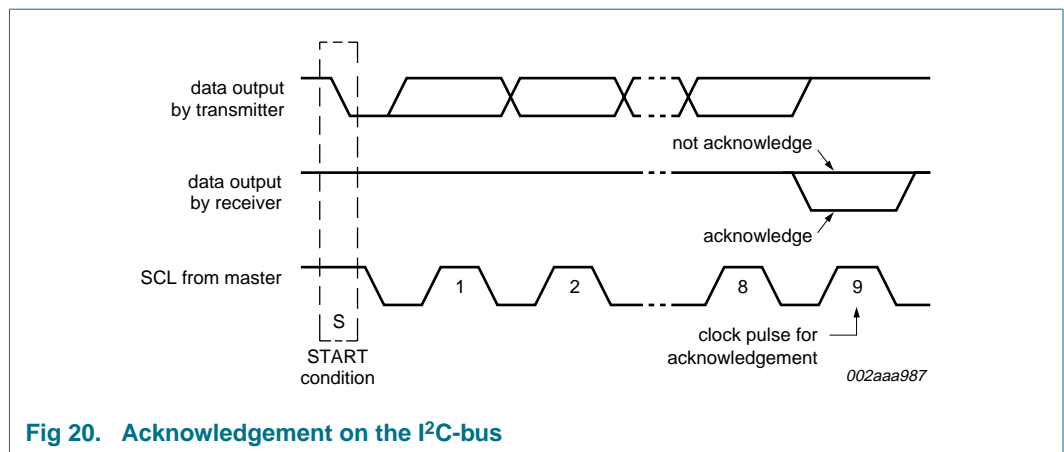 data output
by transmitter
not acknowledge
data output
by receiver
acknowledge
SCL from master
1
2
8
9
S
START
condition
clock pulse for
acknowledgement
002aaa987
Fig 20. Acknowledgement on the I²C-bus